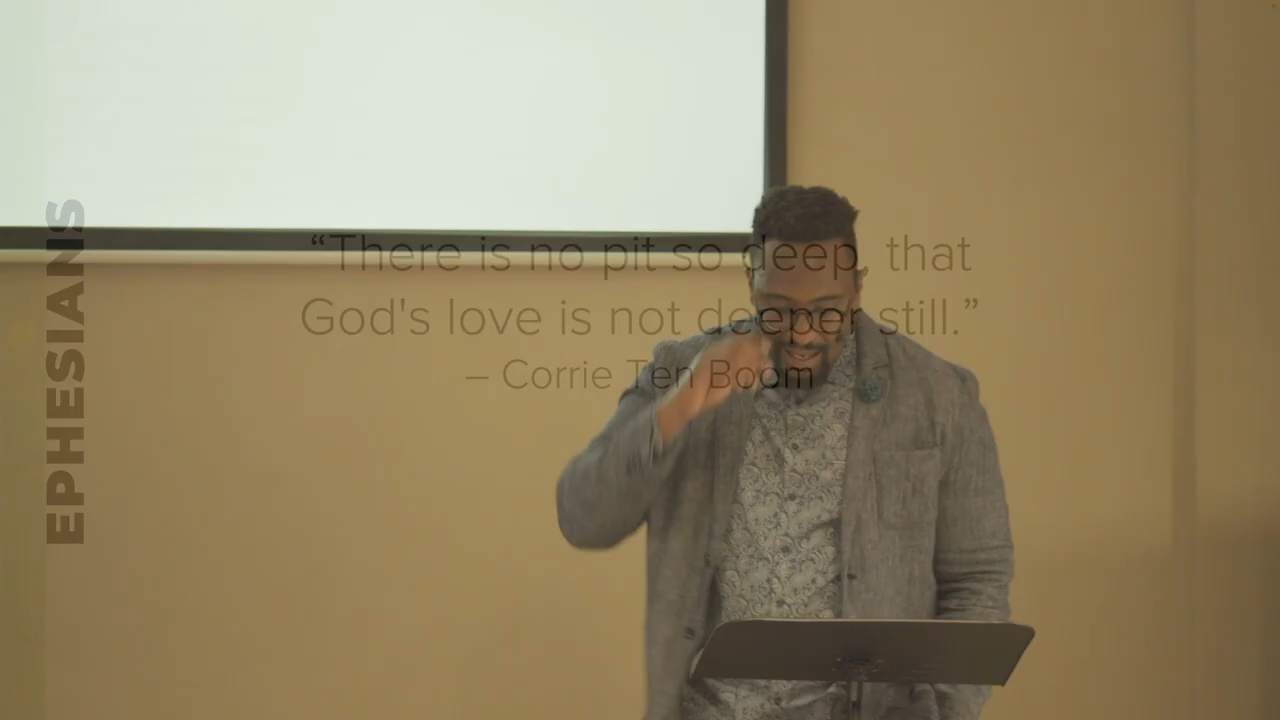 EPHESIANS
“There is no pit so deep, that
God's love is not deeper still.”
– Corrie Ten Boom